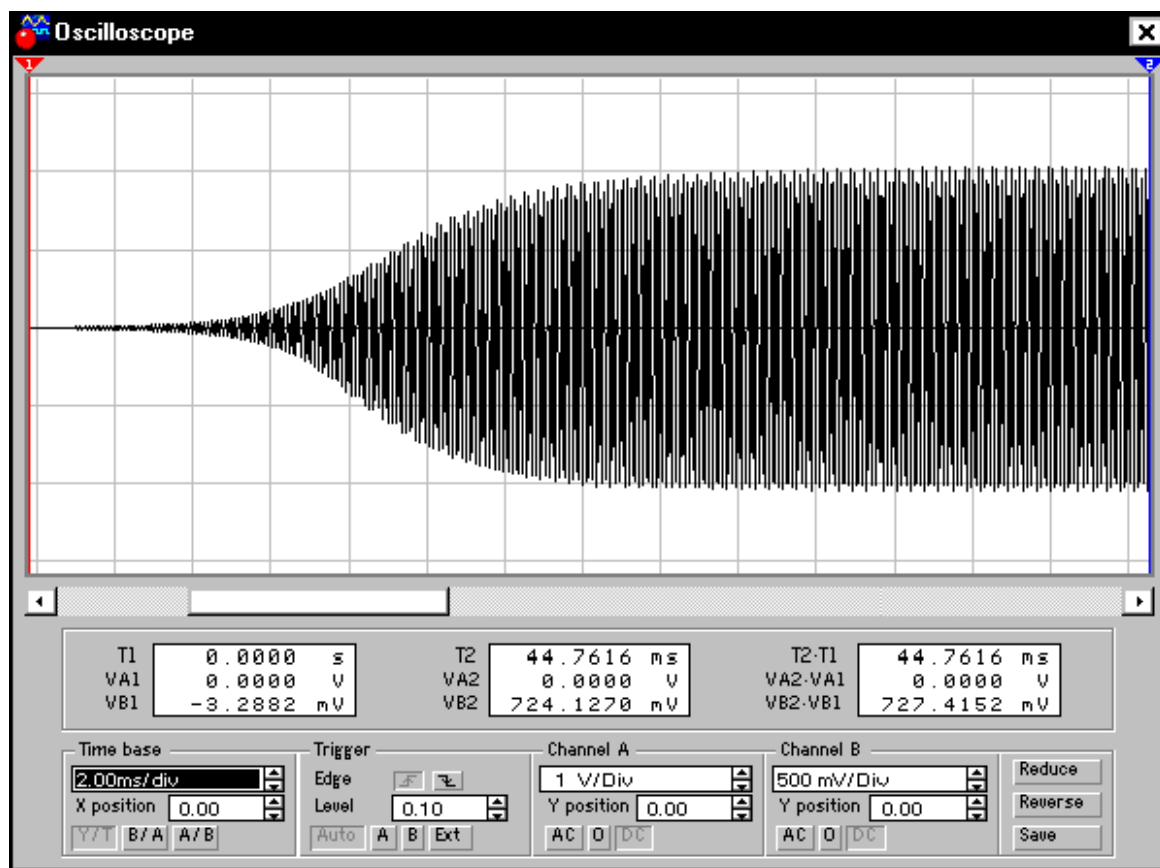 Oscilloscope
1 2
T1 0.0000 s T2 44.7616 ms T2-T1 44.7616 ms
VA1 0.0000 V VA2 0.0000 V VA2-VA1 0.0000 V
VB1 -3.2882 mV VB2 724.1270 mV VB2-VB1 727.4152 mV
Time base Trigger Channel A Channel B
2.00ms/div Edge 1 V/Div 500 mV/Div Reduce
X position 0.00 Level 0.10 Y position 0.00 Y position 0.00 Reverse
Y/T B/A A/B Auto A B Ext AC 0 DC AC 0 DC Save